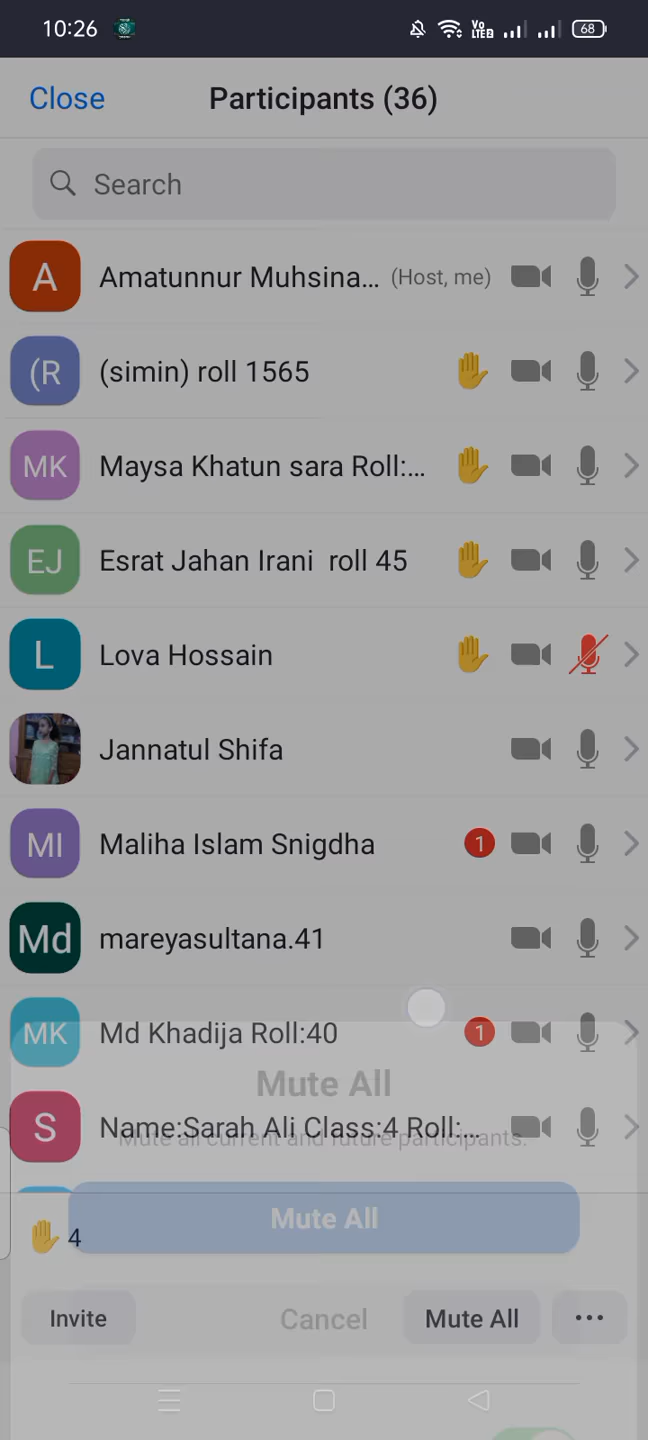 10:26
Vo
LTE 2
68
Close
Participants (36)
Search
A
Amatunnur Muhsina... (Host, me)
(R
(simin) roll 1565
MK
Maysa Khatun sara Roll:...
EJ
Esrat Jahan Irani roll 45
L
Lova Hossain
Jannatul Shifa
MI
Maliha Islam Snigdha
1
Md
mareyasultana.41
MK
Md Khadija Roll:40
1
Mute All
S
Name:Sarah Ali Class:4 Roll:...
Mute all current and future participants.
Mute All
4
Invite
Cancel
Mute All
...